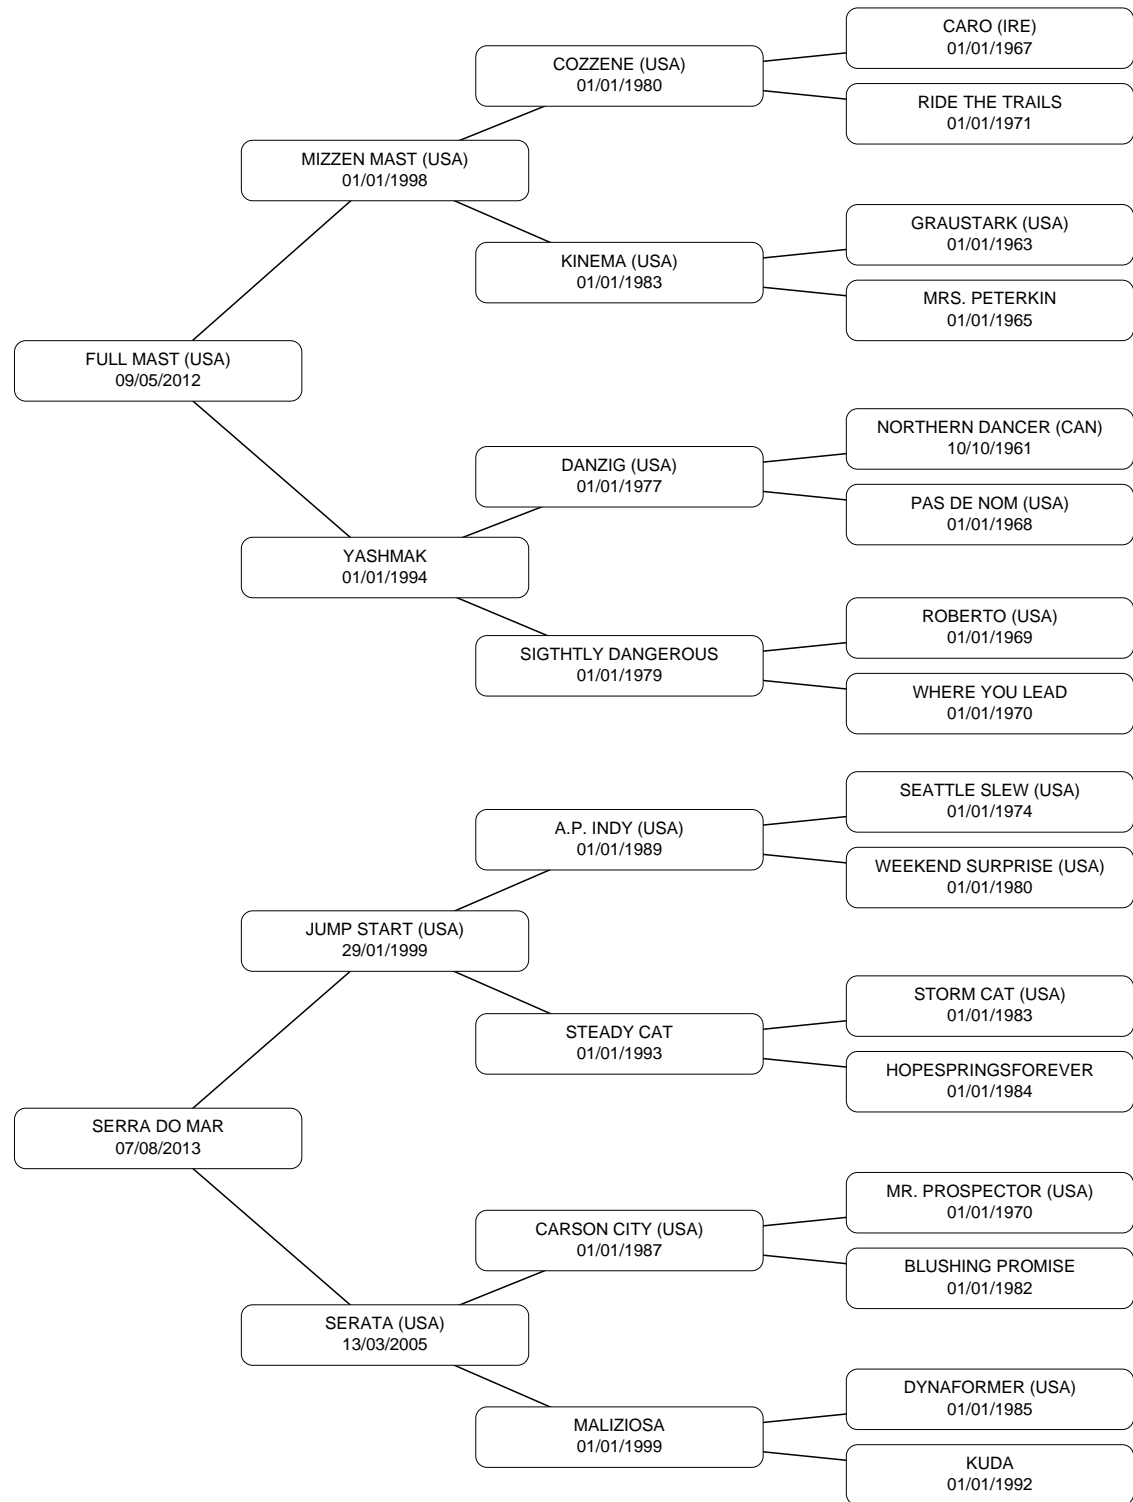 CARO (IRE)
01/01/1967
COZZENE (USA)
01/01/1980
RIDE THE TRAILS
01/01/1971
MIZZEN MAST (USA)
01/01/1998
GRAUSTARK (USA)
01/01/1963
KINEMA (USA)
01/01/1983
MRS. PETERKIN
01/01/1965
FULL MAST (USA)
09/05/2012
NORTHERN DANCER (CAN)
10/10/1961
DANZIG (USA)
01/01/1977
PAS DE NOM (USA)
01/01/1968
YASHMAK
01/01/1994
ROBERTO (USA)
01/01/1969
SIGTHTLY DANGEROUS
01/01/1979
WHERE YOU LEAD
01/01/1970
SEATTLE SLEW (USA)
01/01/1974
A.P. INDY (USA)
01/01/1989
WEEKEND SURPRISE (USA)
01/01/1980
JUMP START (USA)
29/01/1999
STORM CAT (USA)
01/01/1983
STEADY CAT
01/01/1993
HOPESPRINGSFOREVER
01/01/1984
SERRA DO MAR
07/08/2013
MR. PROSPECTOR (USA)
01/01/1970
CARSON CITY (USA)
01/01/1987
BLUSHING PROMISE
01/01/1982
SERATA (USA)
13/03/2005
DYNAFORMER (USA)
01/01/1985
MALIZIOSA
01/01/1999
KUDA
01/01/1992